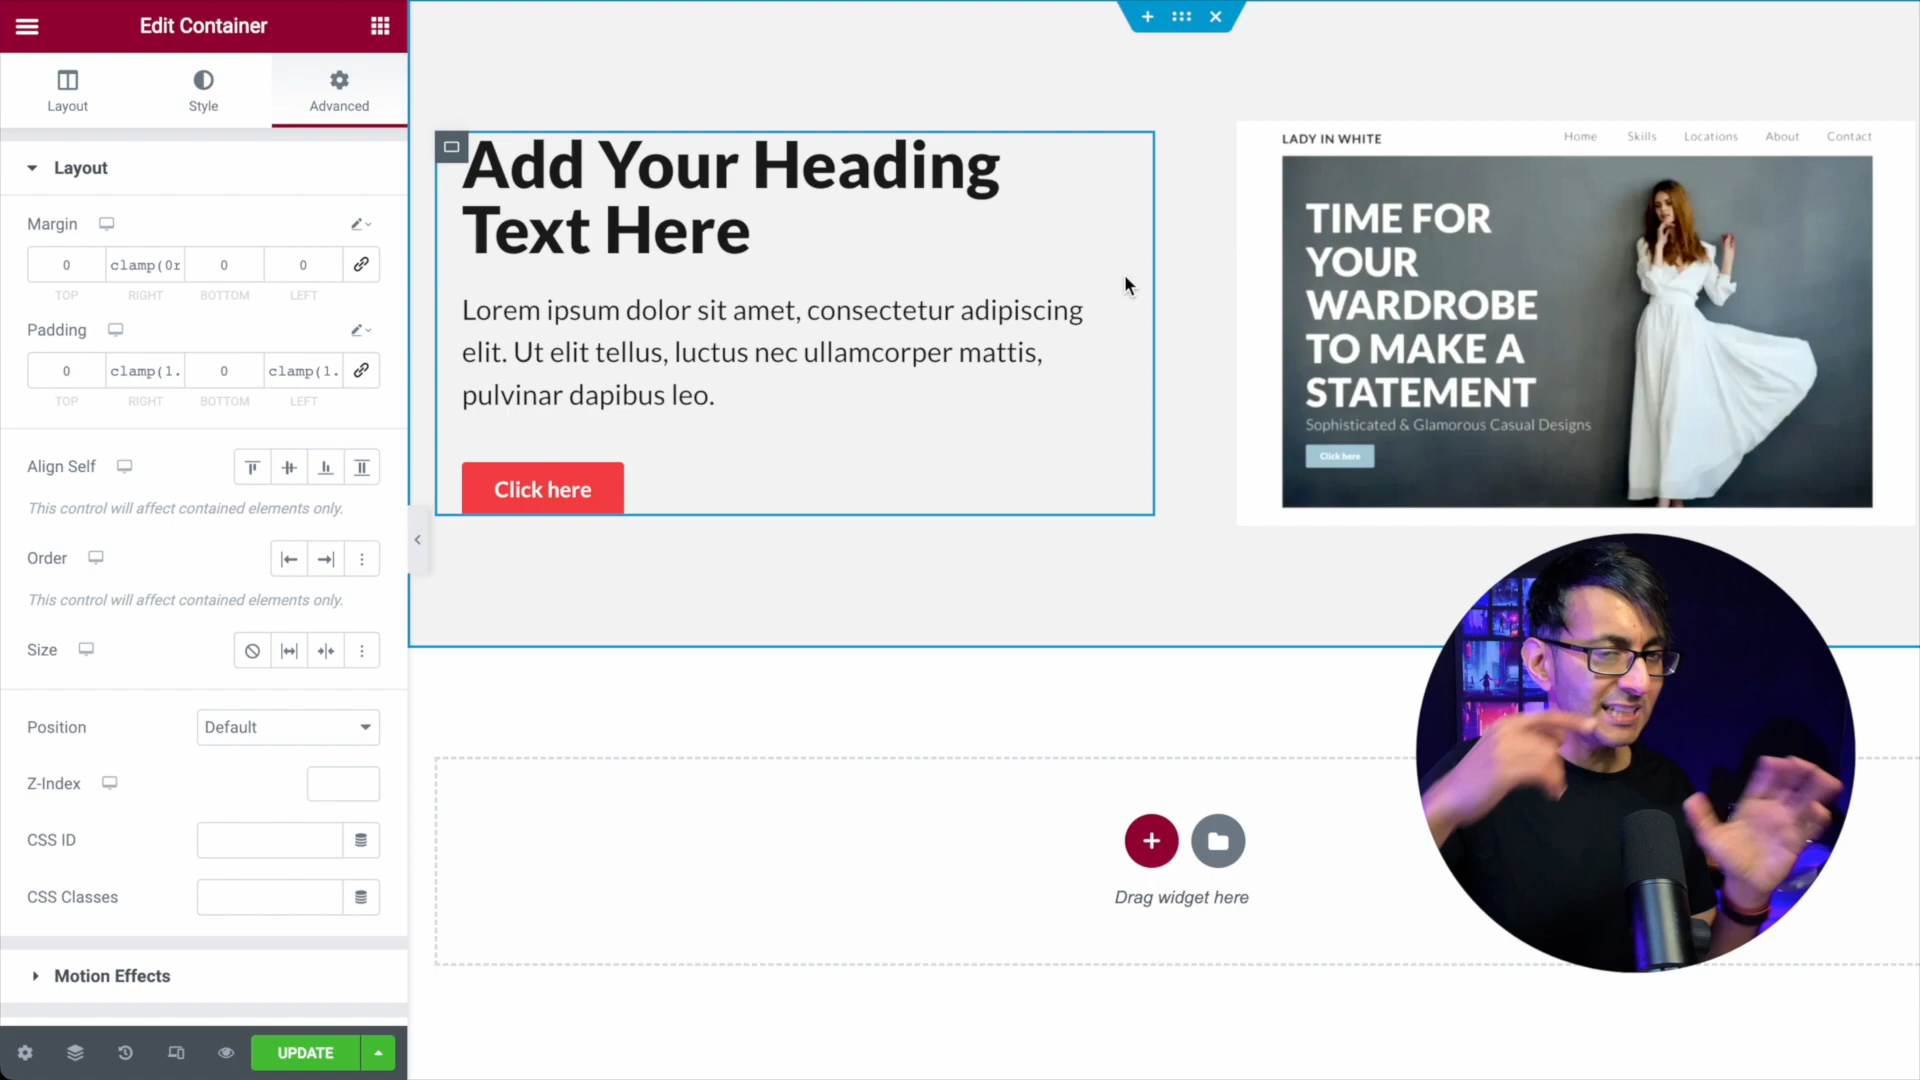 Edit Container
Layout
Style
Advanced
Layout
Margin
0
clamp(0r
0
0
TOP
RIGHT
BOTTOM
LEFT
Padding
0
clamp(1.
0
clamp(1.
TOP
RIGHT
BOTTOM
LEFT
Align Self
This control will affect contained elements only.
Order
This control will affect contained elements only.
Size
Position
Default
Z-Index
CSS ID
CSS Classes
Motion Effects
UPDATE
Add Your Heading
Text Here
Lorem ipsum dolor sit amet, consectetur adipiscing
elit. Ut elit tellus, luctus nec ullamcorper mattis,
pulvinar dapibus leo.
Click here
LADY IN WHITE
Home
Skills
Locations
About
Contact
TIME FOR
YOUR
WARDROBE
TO MAKE A
STATEMENT
Sophisticated & Glamorous Casual Designs
Click here
Drag widget here